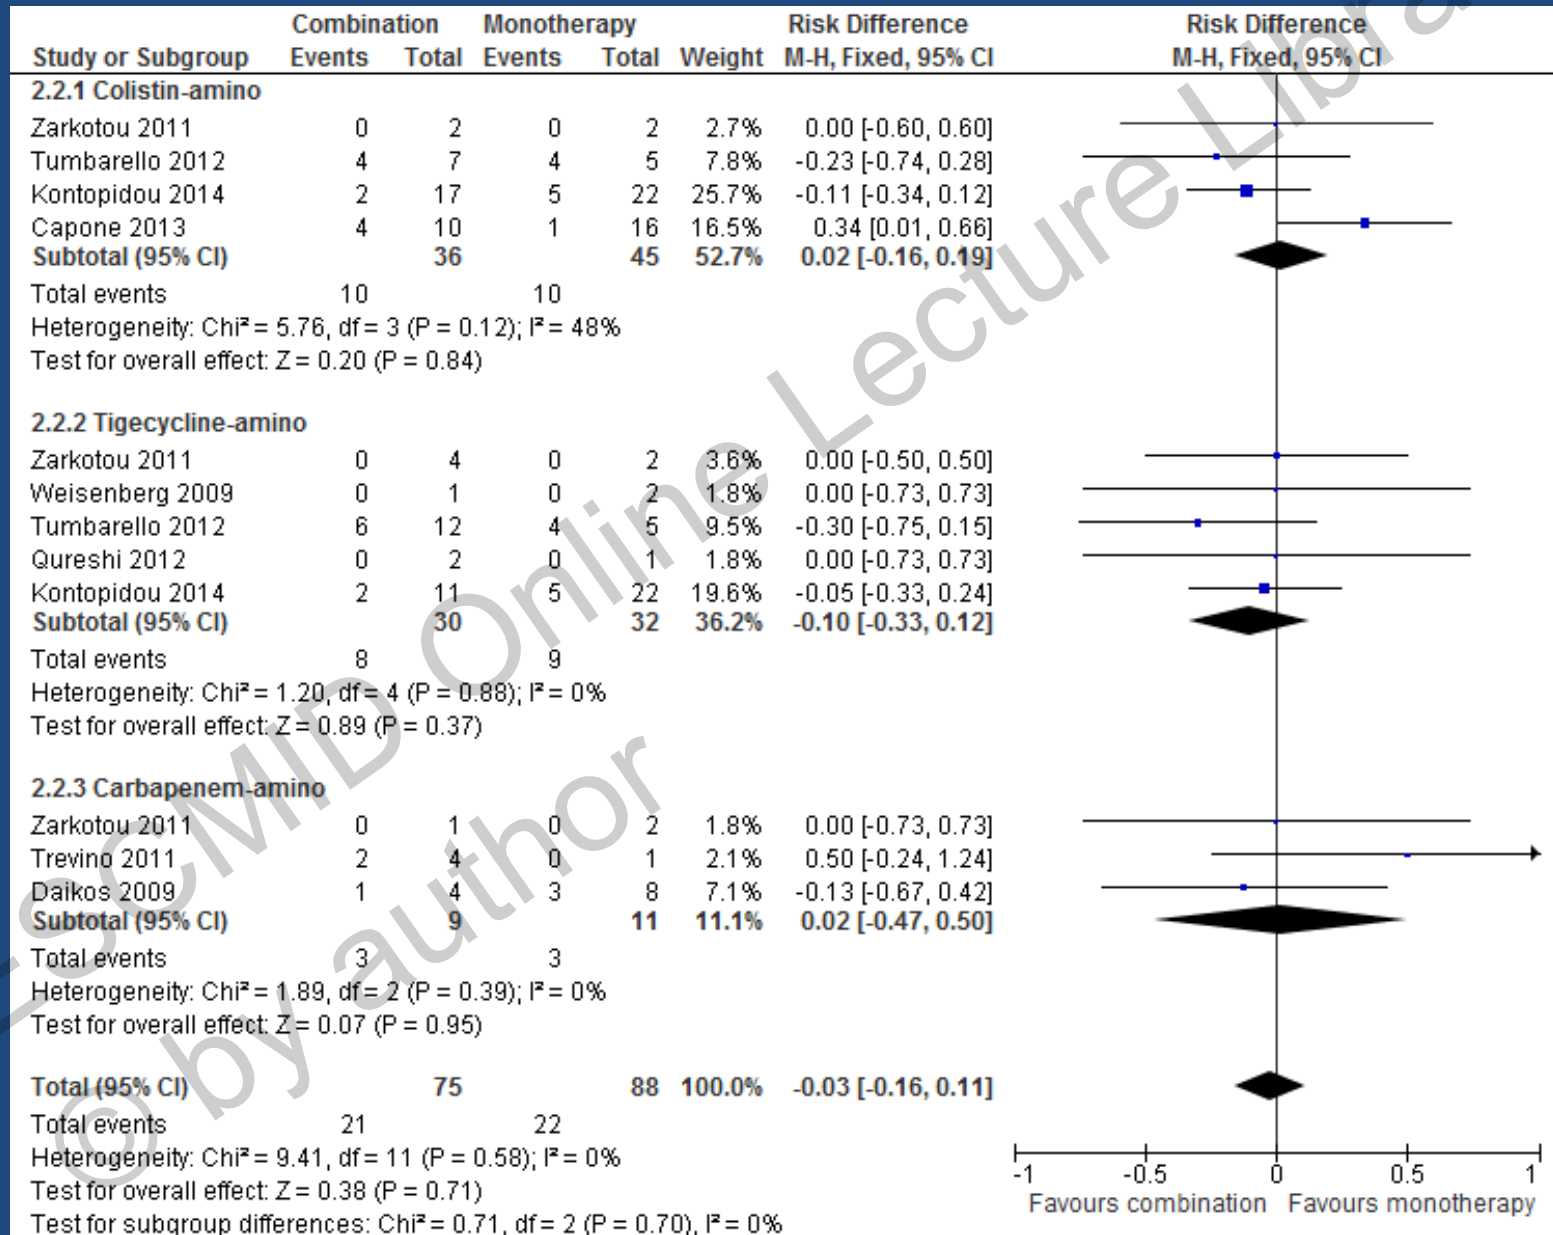 Combination Monotherapy Risk Difference Risk Difference
Study or Subgroup Events Total Events Total Weight M-H, Fixed, 95% CI M-H, Fixed, 95% CI
2.2.1 Colistin-amino
Zarkotou 2011 0 2 0 2 2.7% 0.00 [-0.60, 0.60]
Tumbarello 2012 4 7 4 5 7.8% -0.23 [-0.74, 0.28]
Kontopidou 2014 2 17 5 22 25.7% -0.11 [-0.34, 0.12]
Capone 2013 4 10 1 16 16.5% 0.34 [0.01, 0.66]
Subtotal (95% CI) 36 45 52.7% 0.02 [-0.16, 0.19]
Total events 10 10
Heterogeneity: Chi² = 5.76, df = 3 (P = 0.12); I² = 48%
Test for overall effect: Z = 0.20 (P = 0.84)
2.2.2 Tigecycline-amino
Zarkotou 2011 0 4 0 2 3.6% 0.00 [-0.50, 0.50]
Weisenberg 2009 0 1 0 2 1.8% 0.00 [-0.73, 0.73]
Tumbarello 2012 6 12 4 5 9.5% -0.30 [-0.75, 0.15]
Qureshi 2012 0 2 0 1 1.8% 0.00 [-0.73, 0.73]
Kontopidou 2014 2 11 5 22 19.6% -0.05 [-0.33, 0.24]
Subtotal (95% CI) 30 32 36.2% -0.10 [-0.33, 0.12]
Total events 8 9
Heterogeneity: Chi² = 1.20, df = 4 (P = 0.88); I² = 0%
Test for overall effect: Z = 0.89 (P = 0.37)
2.2.3 Carbapenem-amino
Zarkotou 2011 0 1 0 2 1.8% 0.00 [-0.73, 0.73]
Trevino 2011 2 4 0 1 2.1% 0.50 [-0.24, 1.24]
Daikos 2009 1 4 3 8 7.1% -0.13 [-0.67, 0.42]
Subtotal (95% CI) 9 11 11.1% 0.02 [-0.47, 0.50]
Total events 3 3
Heterogeneity: Chi² = 1.89, df = 2 (P = 0.39); I² = 0%
Test for overall effect: Z = 0.07 (P = 0.95)
Total (95% CI) 75 88 100.0% -0.03 [-0.16, 0.11]
Total events 21 22
Heterogeneity: Chi² = 9.41, df = 11 (P = 0.58); I² = 0%
Test for overall effect: Z = 0.38 (P = 0.71)
Test for subgroup differences: Chi² = 0.71, df = 2 (P = 0.70), I² = 0%
-1 -0.5 0 0.5 1
Favours combination Favours monotherapy
ESCMID Online Lecture Libra
© by author